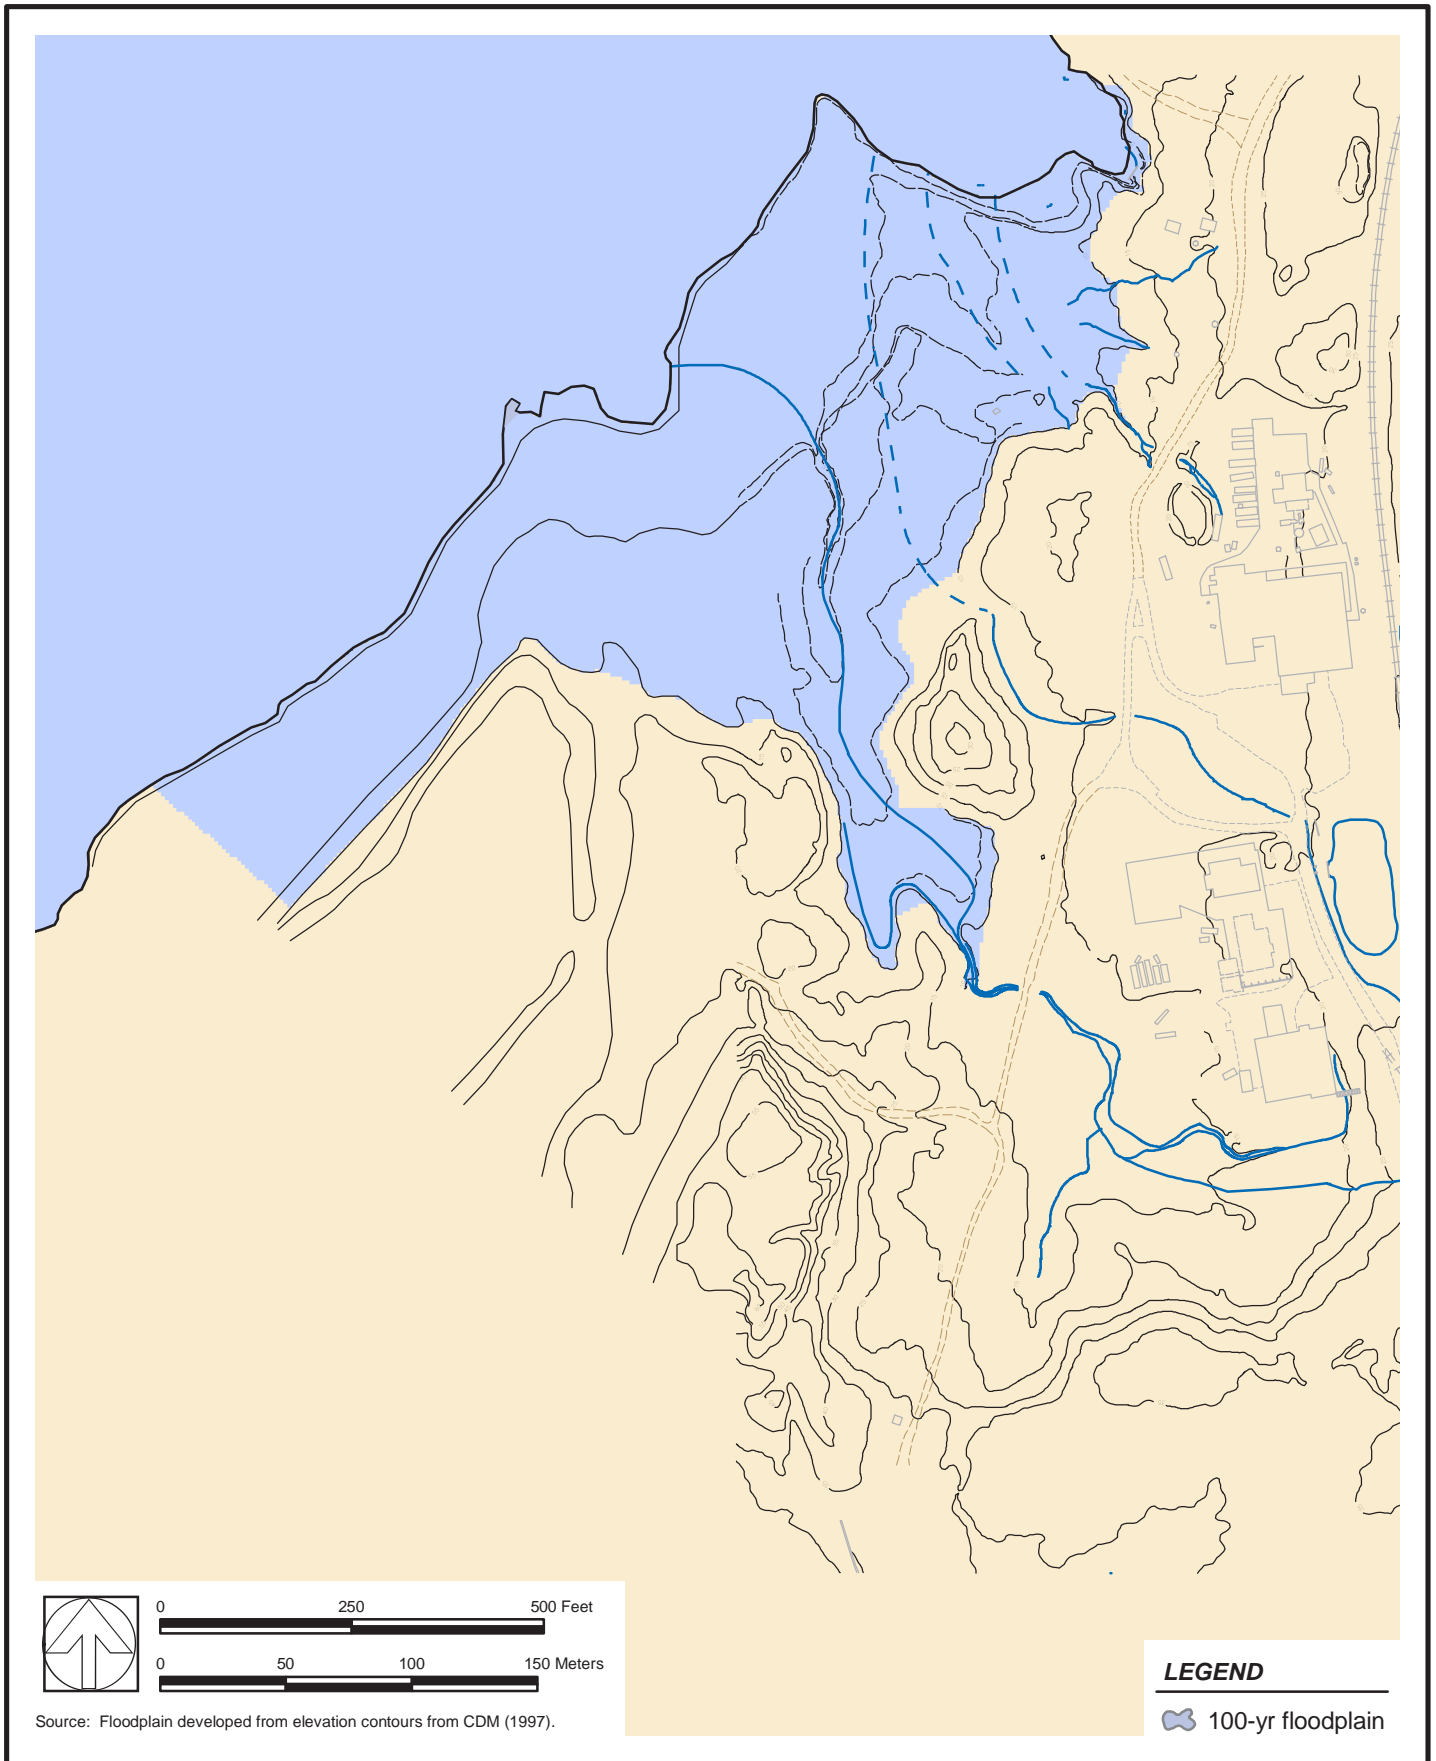 0 250 500 Feet
0 50 100 150 Meters
Source: Floodplain developed from elevation contours from CDM (1997).
LEGEND
100-yr floodplain